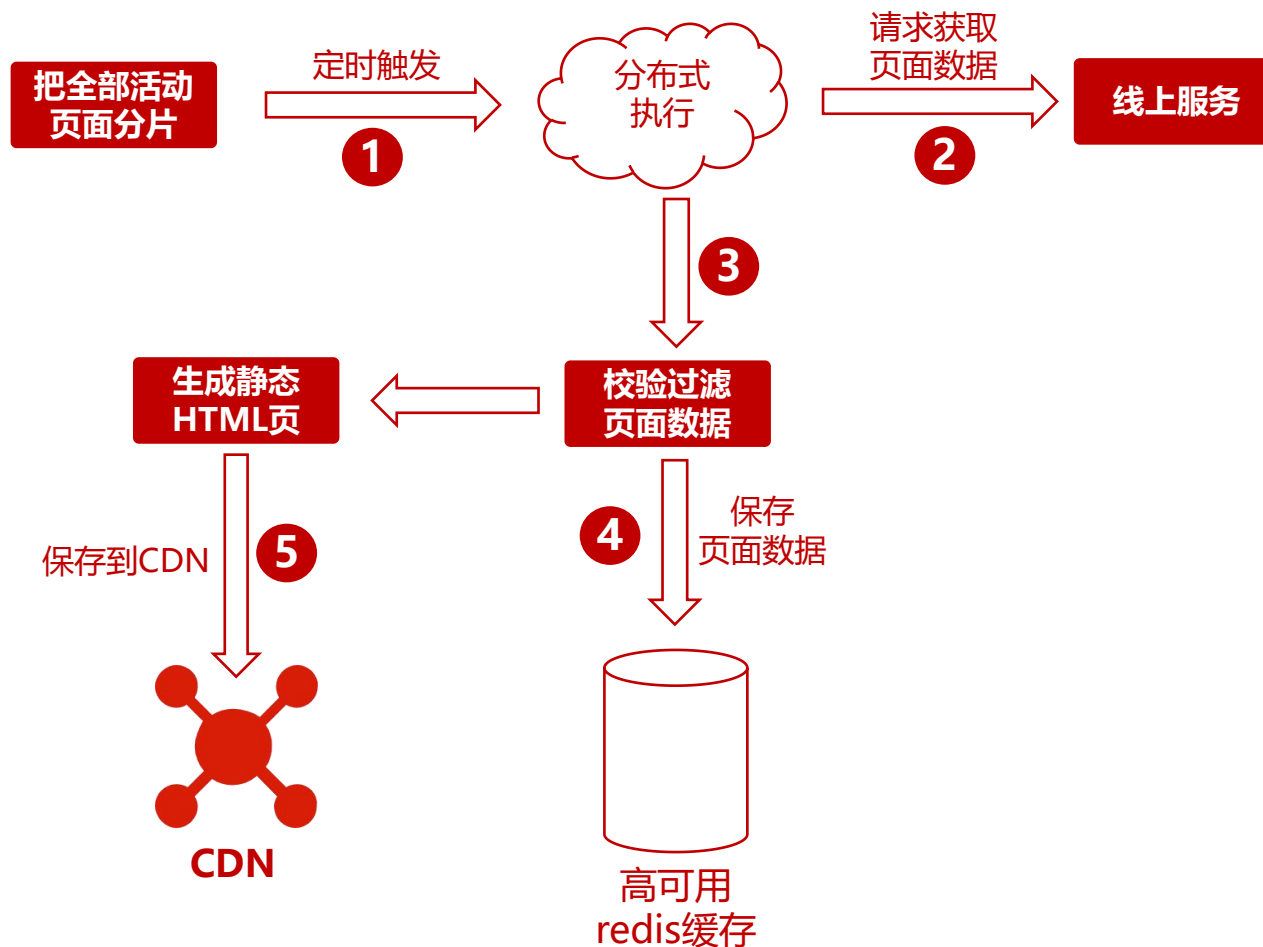 把全部活动
页面分片
定时触发
1
分布式
执行
请求获取
页面数据
2
线上服务
3
生成静态
HTML页
校验过滤
页面数据
保存到CDN
5
4
保存
页面数据
CDN
高可用
redis缓存